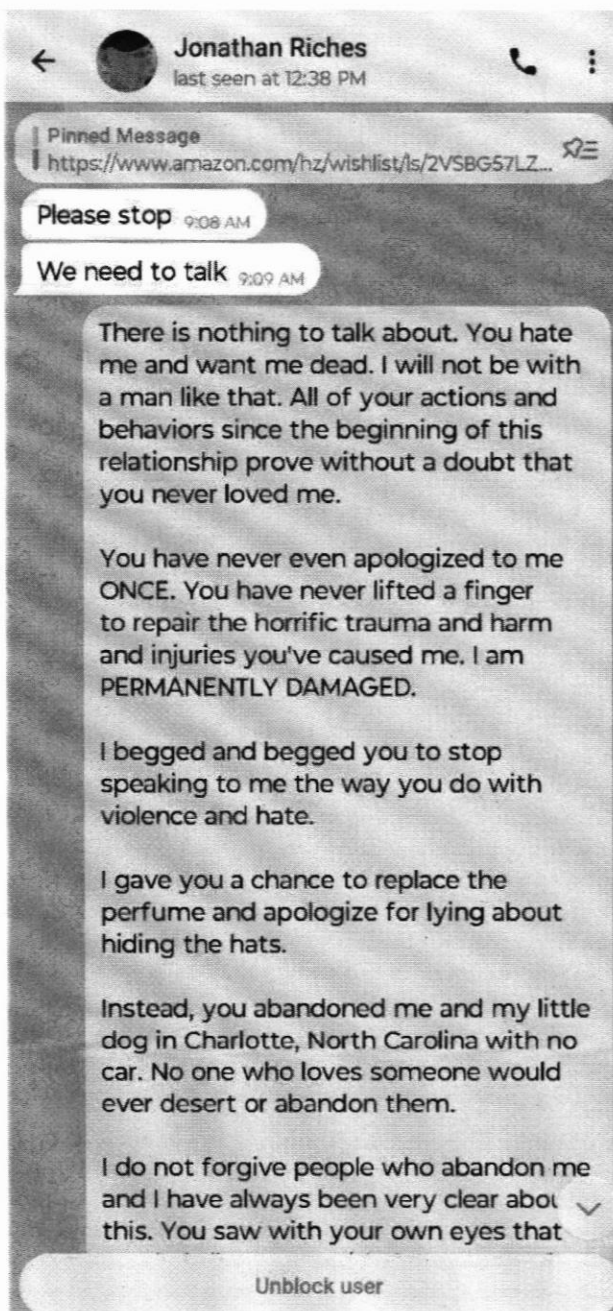 Jonathan Riches
last seen at 12:38 PM
Pinned Message
https://www.amazon.com/hz/wishlist/ls/2VSBG57LZ...
Please stop 9:08 AM
We need to talk 9:09 AM
There is nothing to talk about. You hate
me and want me dead. I will not be with
a man like that. All of your actions and
behaviors since the beginning of this
relationship prove without a doubt that
you never loved me.
You have never even apologized to me
ONCE. You have never lifted a finger
to repair the horrific trauma and harm
and injuries you've caused me. I am
PERMANENTLY DAMAGED.
I begged and begged you to stop
speaking to me the way you do with
violence and hate.
I gave you a chance to replace the
perfume and apologize for lying about
hiding the hats.
Instead, you abandoned me and my little
dog in Charlotte, North Carolina with no
car. No one who loves someone would
ever desert or abandon them.
I do not forgive people who abandon me
and I have always been very clear abou
this. You saw with your own eyes that
Unblock user